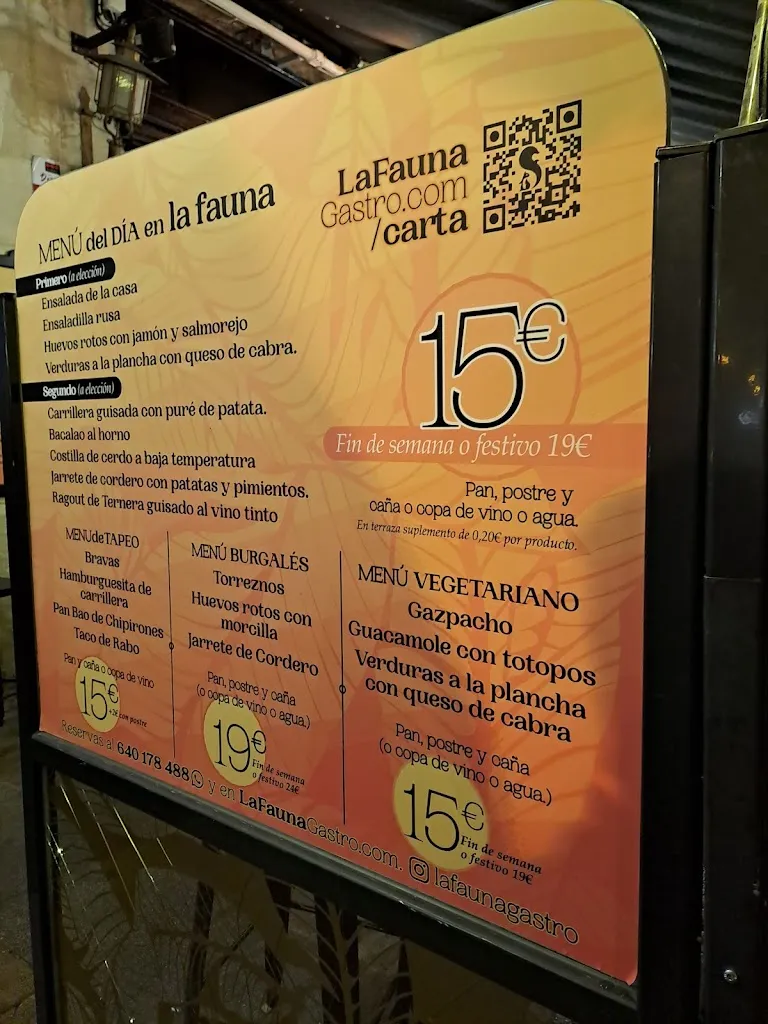 LaFauna
Gastro.com
/carta
MENÚ del DÍA en la fauna
Primero (a elección)
Ensalada de la casa
Ensaladilla rusa
Huevos rotos con jamón y salmorejo
Verduras a la plancha con queso de cabra.
Segundo (a elección)
Carrillera guisada con puré de patata.
Bacalao al horno
Costilla de cerdo a baja temperatura
Jarrete de cordero con patatas y pimientos.
Ragout de Ternera guisado al vino tinto
15€
Fin de semana o festivo 19€
Pan, postre y
caña o copa de vino o agua.
En terraza suplemento de 0,20€ por producto.
MENÚ de TAPEO
Bravas
Hamburguesita de
carrillera
Pan Bao de Chipirones
Taco de Rabo
Pan y caña o copa de vino
15€
+2€ con postre
MENÚ BURGALÉS
Torreznos
Huevos rotos con
morcilla
Jarrete de Cordero
Pan, postre y caña
(o copa de vino o agua.)
19€
Fin de semana
o festivo 24€
MENÚ VEGETARIANO
Gazpacho
Guacamole con totopos
Verduras a la plancha
con queso de cabra
Pan, postre y caña
(o copa de vino o agua.)
15€
Fin de semana
o festivo 19€
Reservas al 640 178 488 y en LaFaunaGastro.com. lafaunagastro